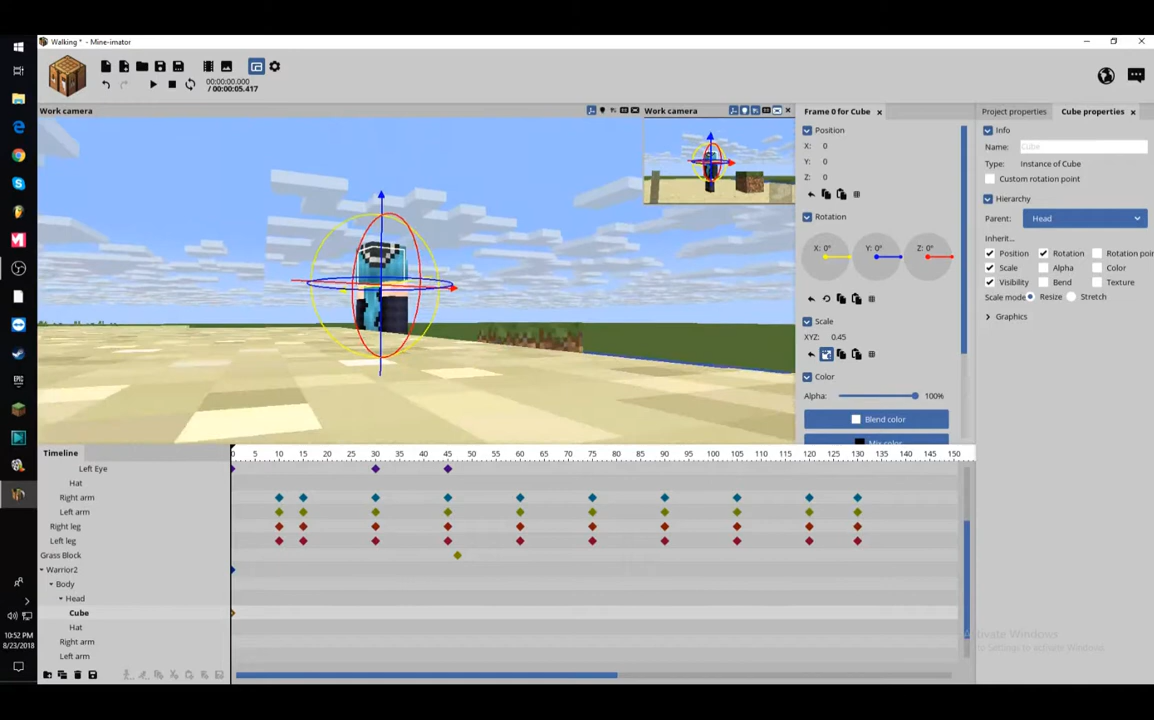 Walking * - Mine-imator
00:00:00.000
/ 00:00:05.417
Work camera
Work camera
Frame 0 for Cube
Project properties
Cube properties
Position
X: 0
Y: 0
Z: 0
Rotation
X: 0°
Y: 0°
Z: 0°
Scale
XYZ: 0.45
Color
Alpha: 100%
Blend color
Mix color
Info
Name: Cube
Type: Instance of Cube
Custom rotation point
Hierarchy
Parent: Head
Inherit...
Position Rotation Rotation poin
Scale Alpha Color
Visibility Bend Texture
Scale mode Resize Stretch
Graphics
Timeline
0 5 10 15 20 25 30 35 40 45 50 55 60 65 70 75 80 85 90 95 100 105 110 115 120 125 130 135 140 145 150
Left Eye
Hat
Right arm
Left arm
Right leg
Left leg
Grass Block
Warrior2
Body
Head
Cube
Hat
Right arm
Left arm
EPIC
10:52 PM
8/23/2018